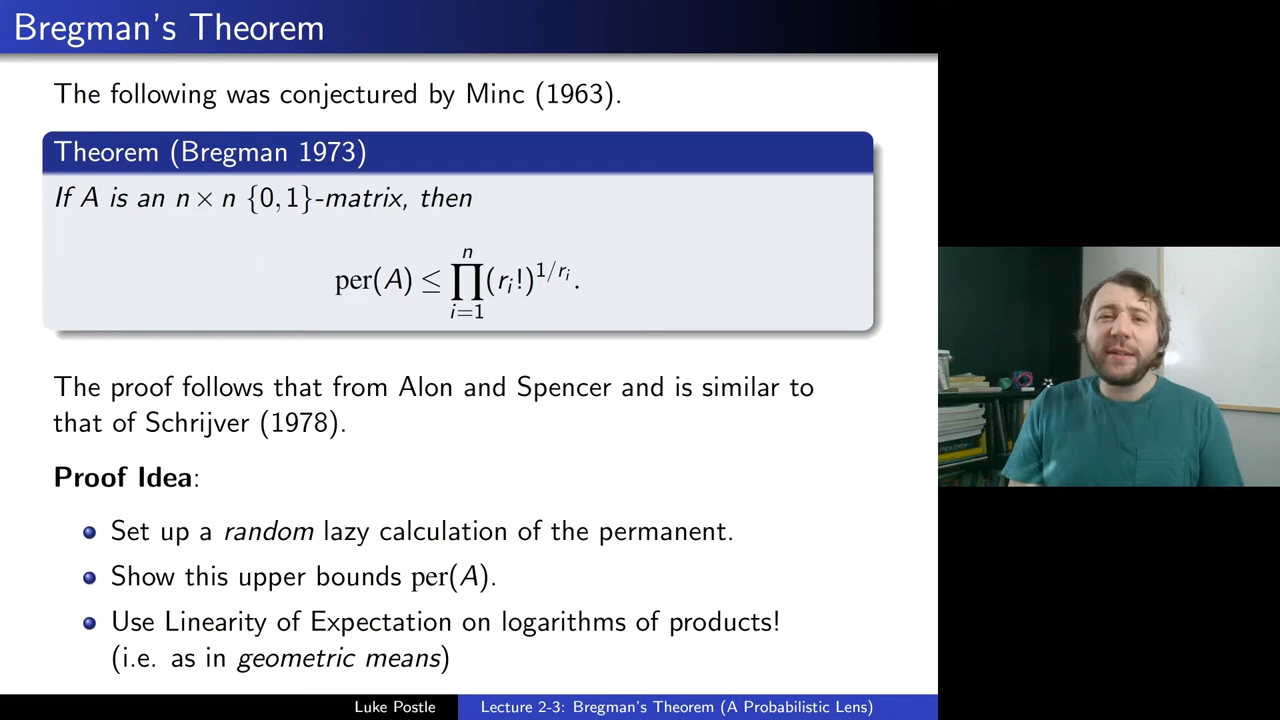 Bregman's Theorem
The following was conjectured by Minc (1963).
Theorem (Bregman 1973)
If A is an n × n {0, 1}-matrix, then
per(A) ≤ ∏_{i=1}^{n} (r_i!)^{1/r_i}.
The proof follows that from Alon and Spencer and is similar to
that of Schrijver (1978).
Proof Idea:
Set up a random lazy calculation of the permanent.
Show this upper bounds per(A).
Use Linearity of Expectation on logarithms of products!
(i.e. as in geometric means)
Luke Postle
Lecture 2-3: Bregman's Theorem (A Probabilistic Lens)